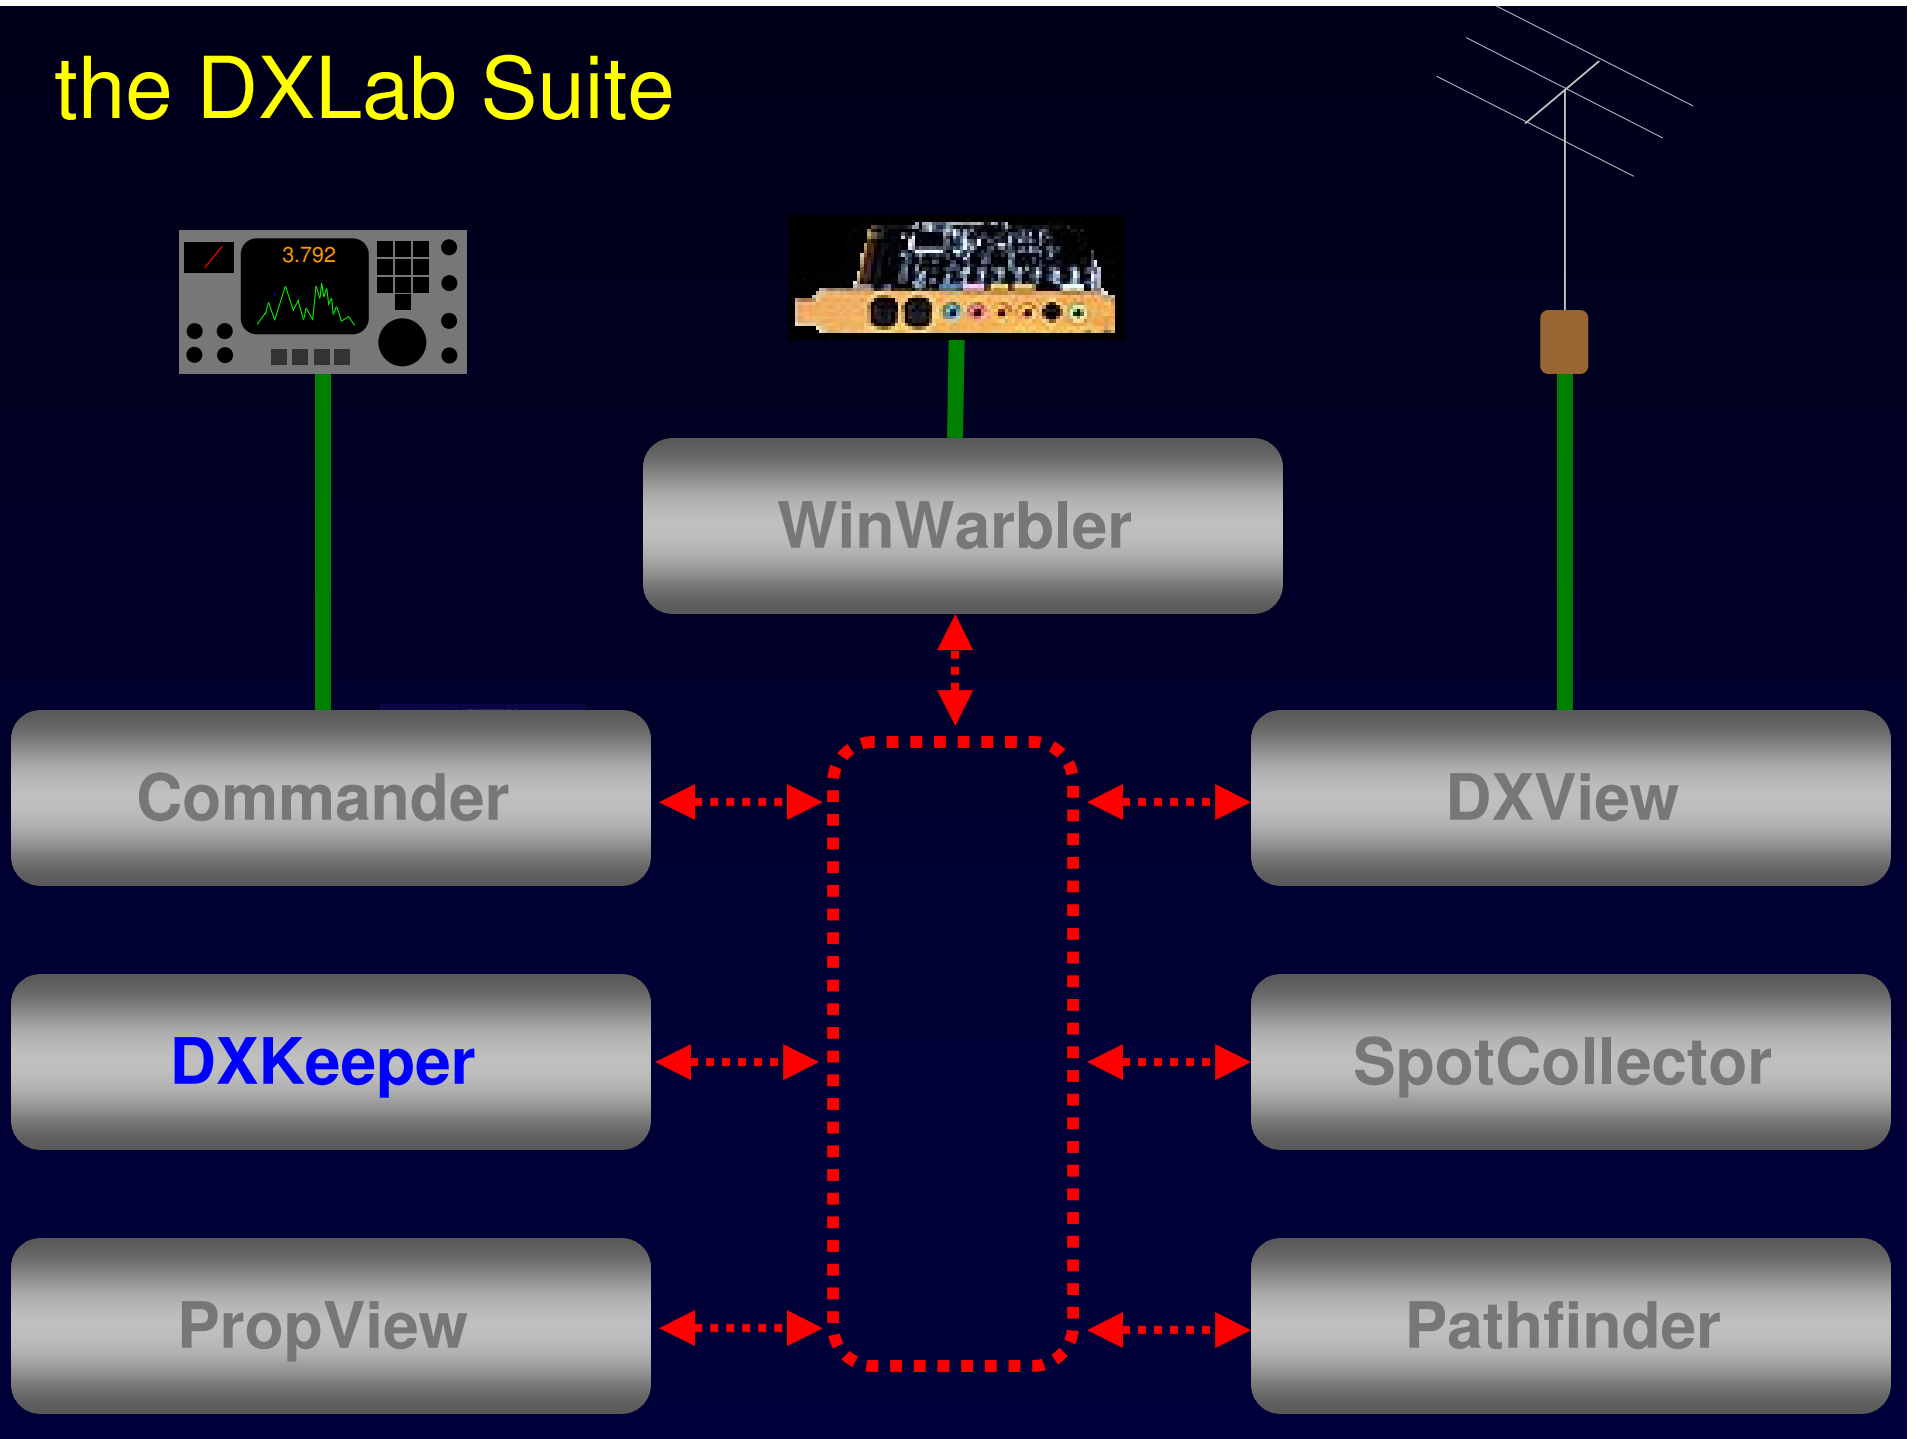 the DXLab Suite
3.792
WinWarbler
Commander
DXView
DXKeeper
SpotCollector
PropView
Pathfinder